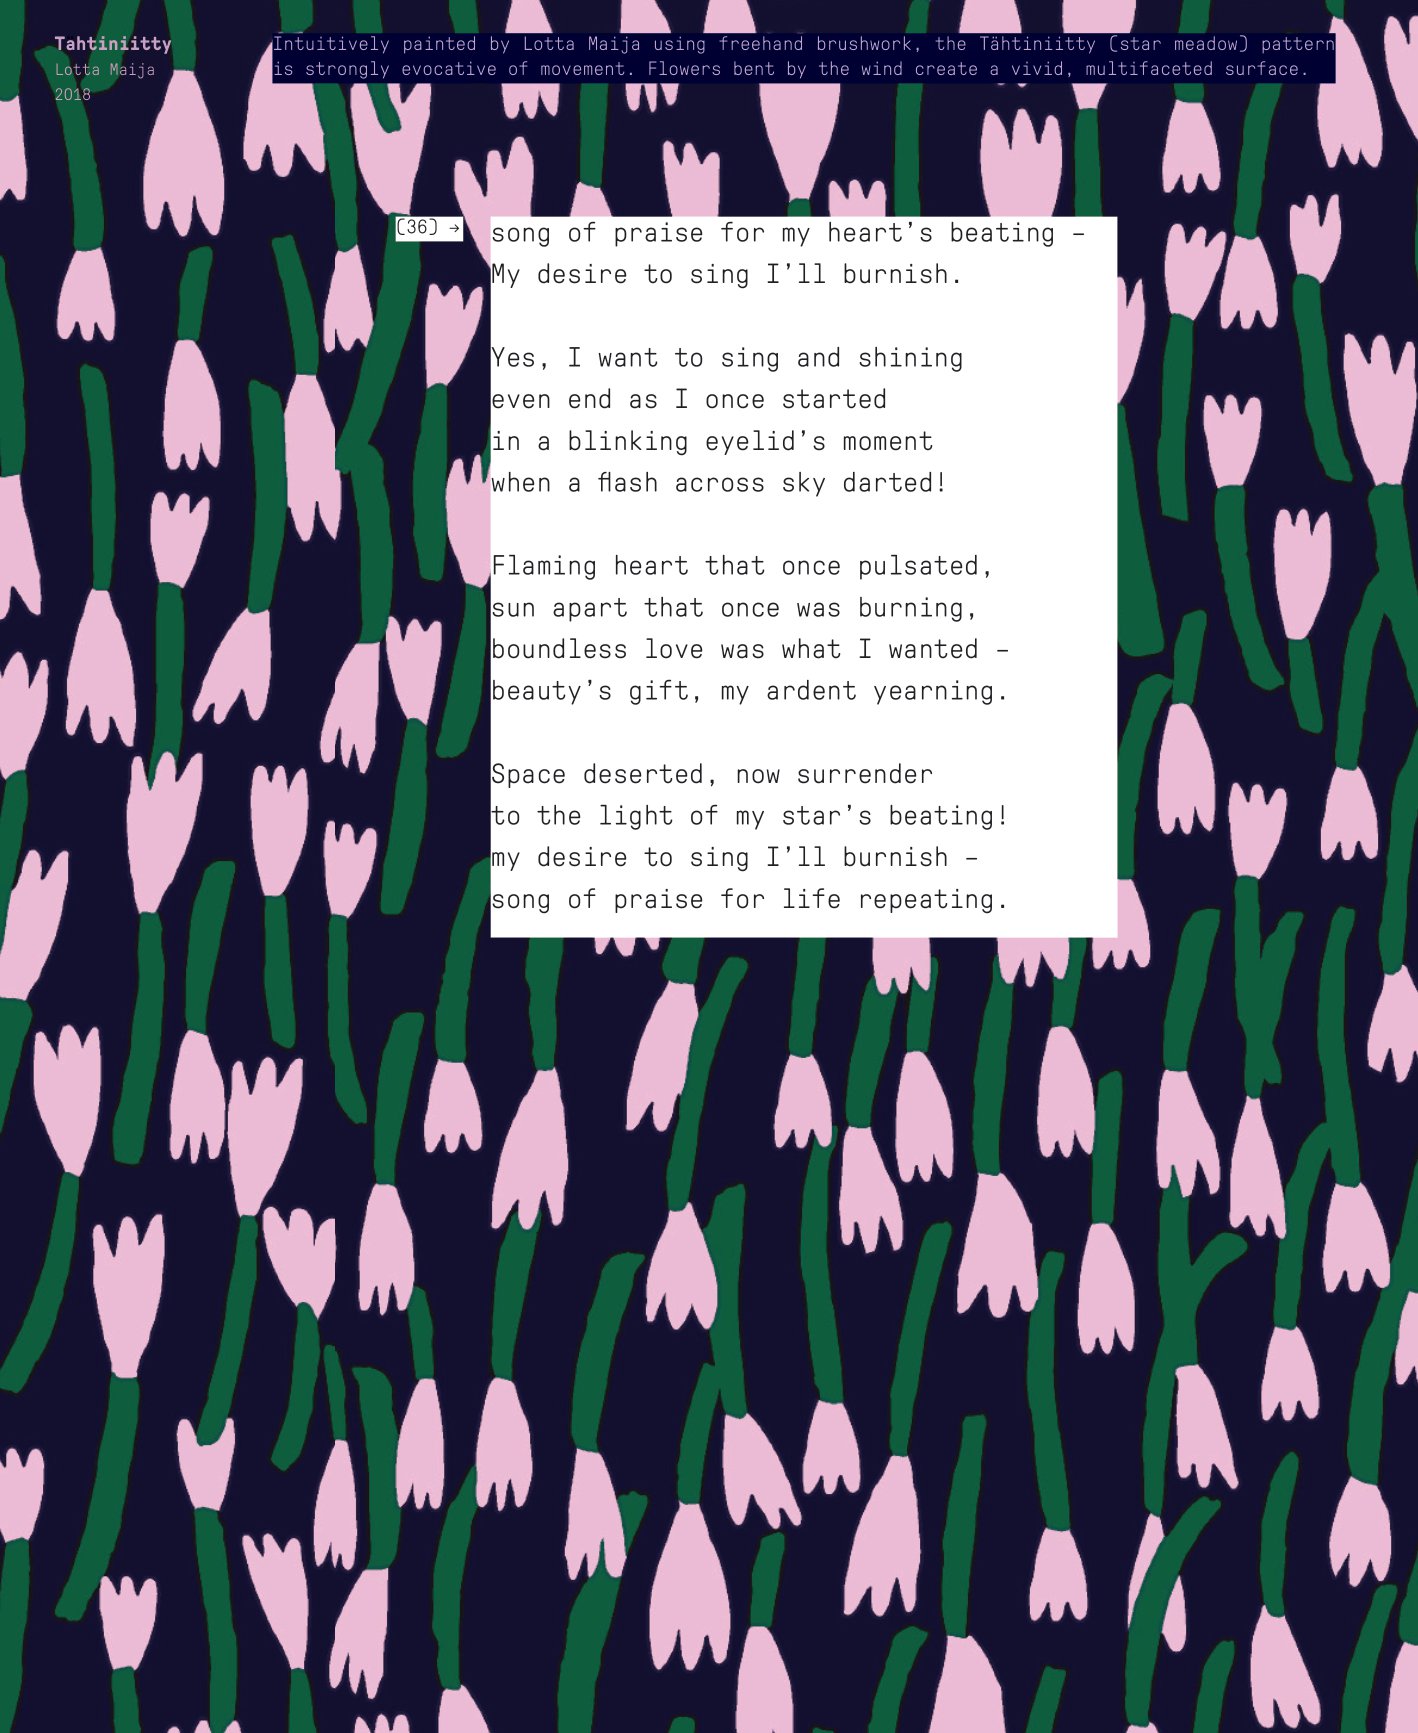 Tahtiniitty
Lotta Maija
2018
Intuitively painted by Lotta Maija using freehand brushwork, the Tähtiniitty (star meadow) pattern
is strongly evocative of movement. Flowers bent by the wind create a vivid, multifaceted surface.
(36) →
song of praise for my heart’s beating –
My desire to sing I’ll burnish.

Yes, I want to sing and shining
even end as I once started
in a blinking eyelid’s moment
when a flash across sky darted!

Flaming heart that once pulsated,
sun apart that once was burning,
boundless love was what I wanted –
beauty’s gift, my ardent yearning.

Space deserted, now surrender
to the light of my star’s beating!
my desire to sing I’ll burnish –
song of praise for life repeating.